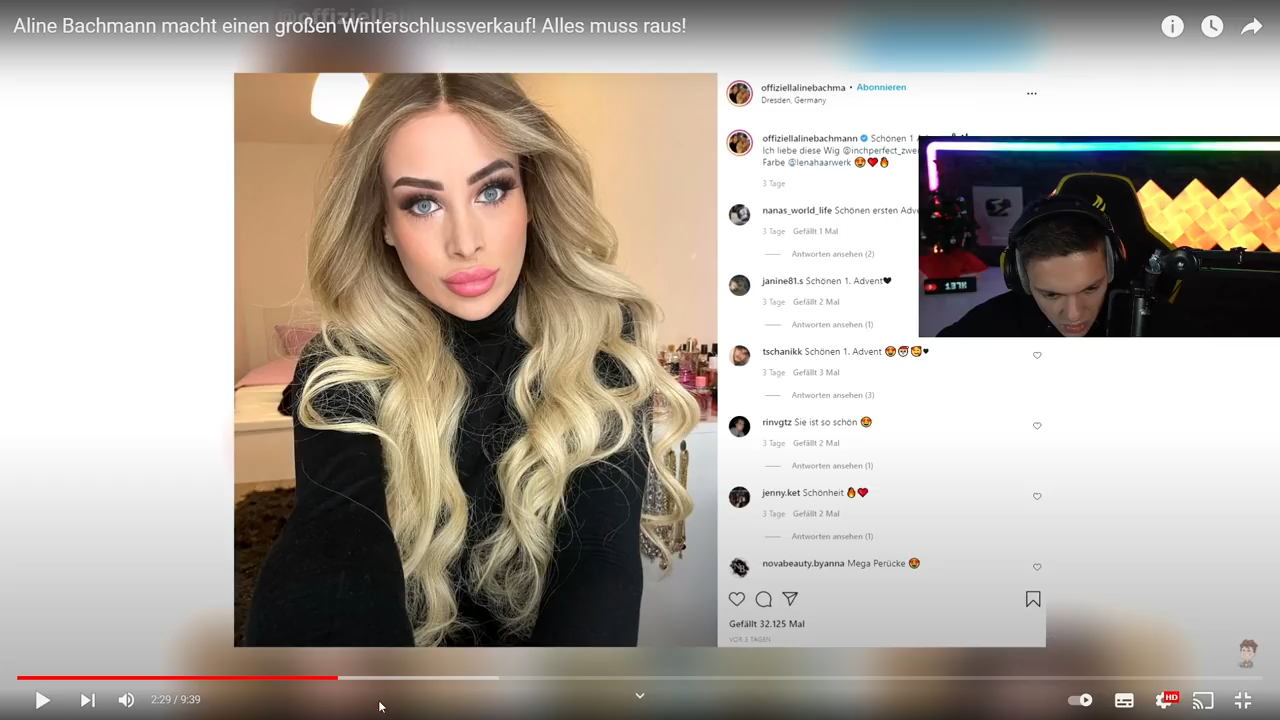 Aline Bachmann macht einen großen Winterschlussverkauf! Alles muss raus!
offiziellalinebachma • Abonnieren
Dresden, Germany
offiziellalinebachmann Schönen 1
Ich liebe diese Wig @inchperfect_zwe
Farbe @lenahaarwerk 😍❤️🔥
3 Tage
nanas_world_life Schönen ersten Adve
3 Tage Gefällt 1 Mal
Antworten ansehen (2)
janine81.s Schönen 1. Advent🖤
3 Tage Gefällt 2 Mal
Antworten ansehen (1)
137K
tschanikk Schönen 1. Advent 😍🎅🥰🖤
3 Tage Gefällt 3 Mal
Antworten ansehen (3)
rinvgtz Sie ist so schön 😍
3 Tage Gefällt 2 Mal
Antworten ansehen (1)
jenny.ket Schönheit 🔥❤️
3 Tage Gefällt 2 Mal
Antworten ansehen (1)
novabeauty.byanna Mega Perücke 😍
Gefällt 32.125 Mal
VOR 3 TAGEN
2:29 / 9:39
HD